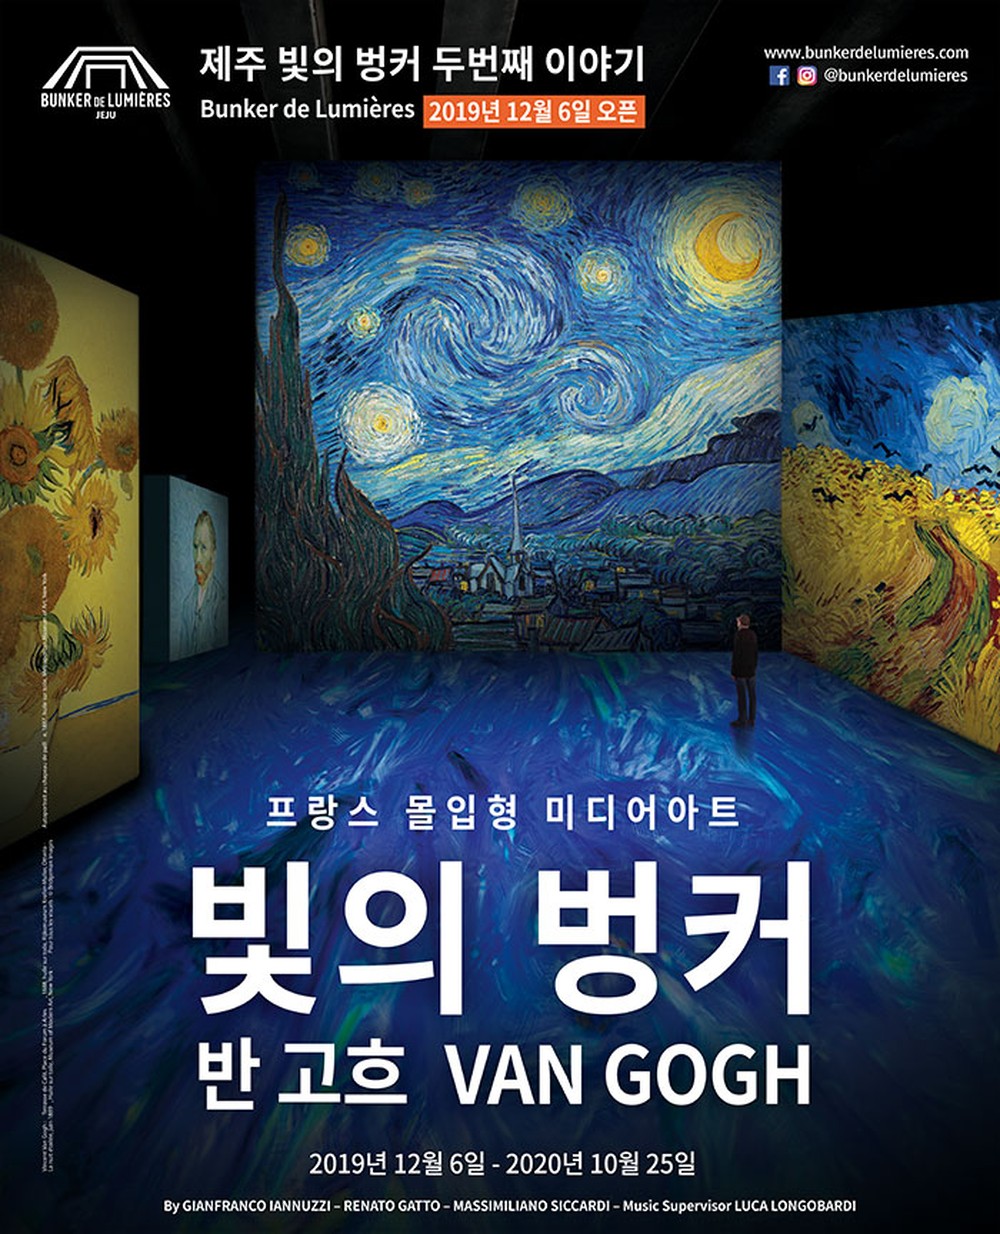 BUNKER DE LUMIÈRES
JEJU
제주 빛의 벙커 두번째 이야기
Bunker de Lumières 2019년 12월 6일 오픈
www.bunkerdelumieres.com
@bunkerdelumieres
프랑스 몰입형 미디어아트
빛의 벙커
반 고흐 VAN GOGH
2019년 12월 6일 - 2020년 10월 25일
By GIANFRANCO IANNUZZI – RENATO GATTO – MASSIMILIANO SICCARDI – Music Supervisor LUCA LONGOBARDI